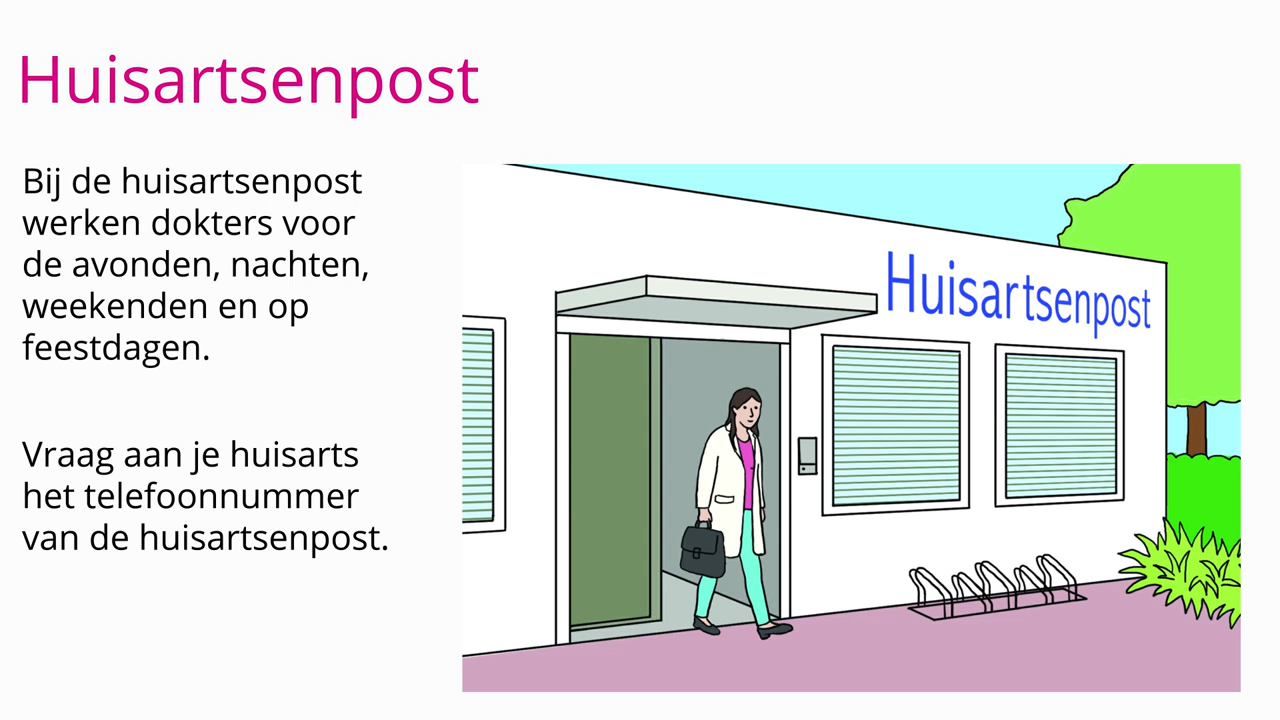 Huisartsenpost
Bij de huisartsenpost
werken dokters voor
de avonden, nachten,
weekenden en op
feestdagen.
Vraag aan je huisarts
het telefoonnummer
van de huisartsenpost.
Huisartsenpost